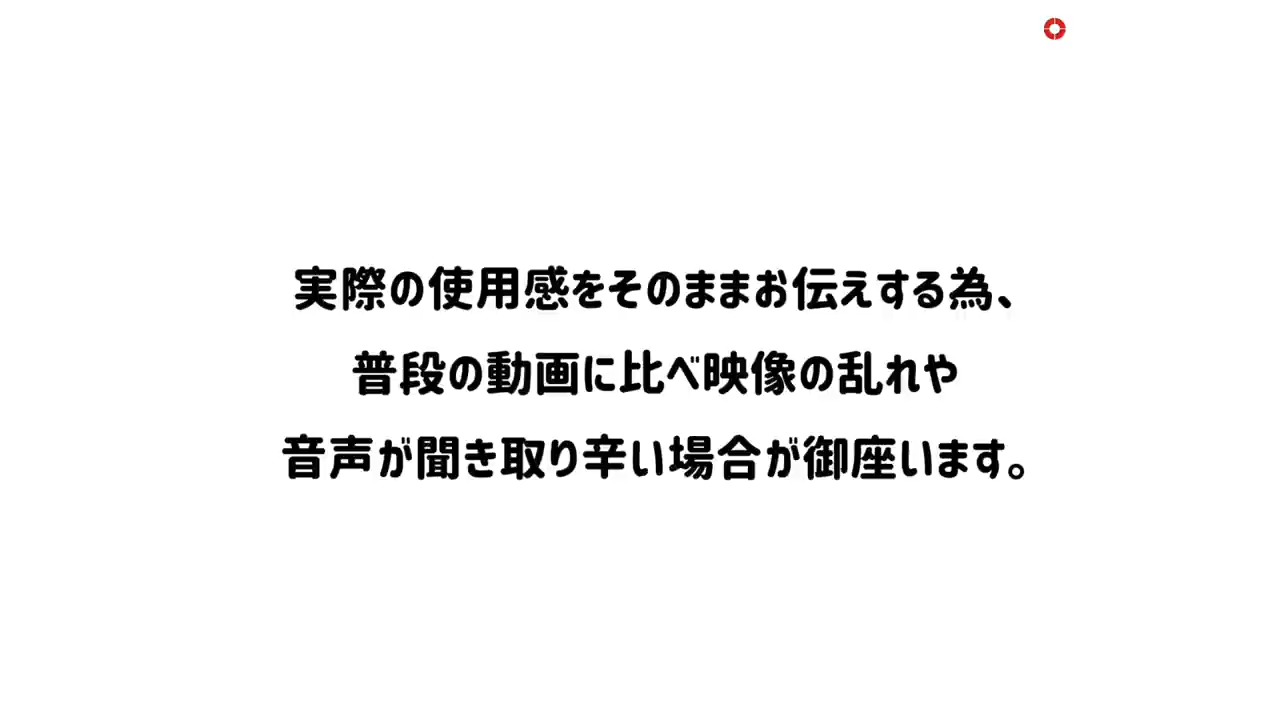 実際の使用感をそのままお伝えする為、
普段の動画に比べ映像の乱れや
音声が聞き取り辛い場合が御座います。